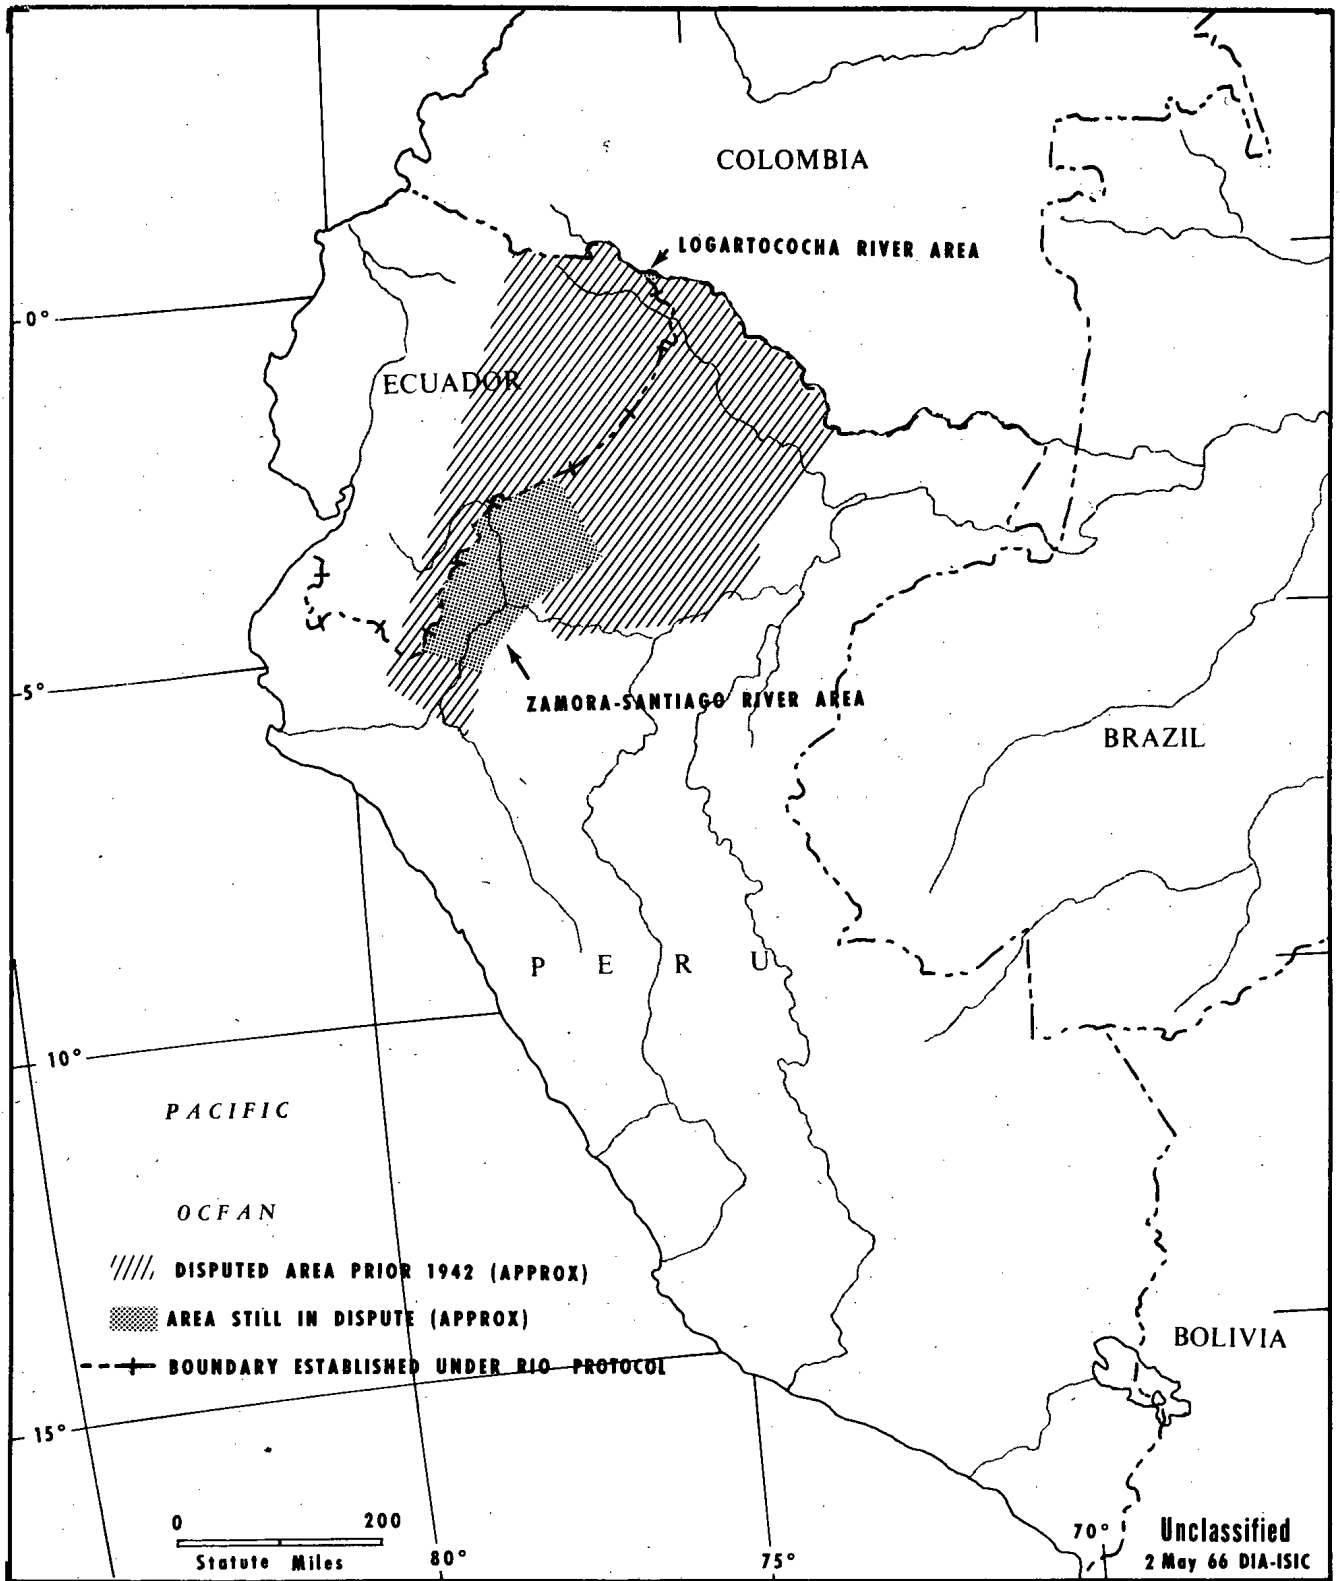 COLOMBIA
LOGARTOCOCHA RIVER AREA
0°
ECUADOR
5°
ZAMORA-SANTIAGO RIVER AREA
BRAZIL
P E R U
10°
PACIFIC
OCFAN
DISPUTED AREA PRIOR 1942 (APPROX)
AREA STILL IN DISPUTE (APPROX)
BOLIVIA
BOUNDARY ESTABLISHED UNDER RIO PROTOCOL
15°
0 200
Statute Miles
80°
75°
70°
Unclassified
2 May 66 DIA-ISIC